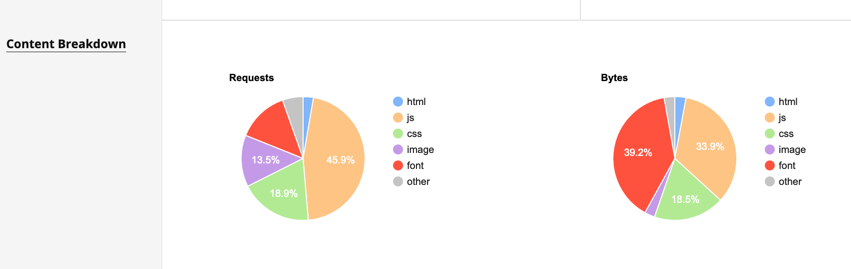 Content Breakdown
Requests
45.9%
18.9%
13.5%
html
js
css
image
font
other
Bytes
33.9%
18.5%
39.2%
html
js
css
image
font
other